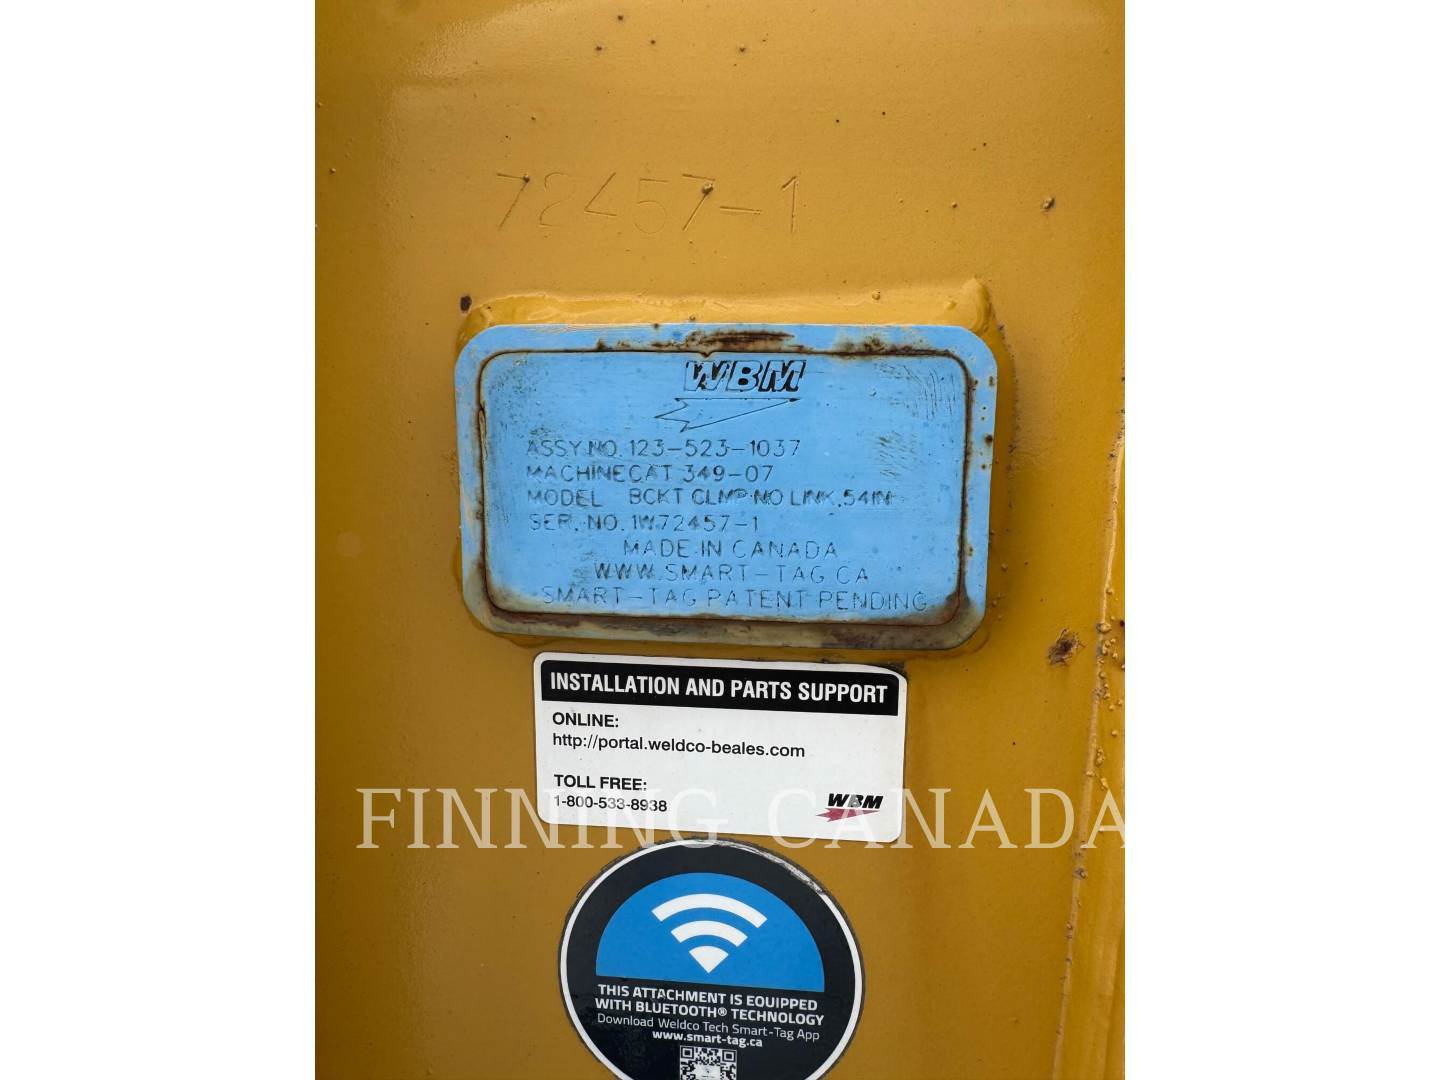 72457-1
WBM
ASSY NO. 123-523-1037
MACHINE CAT 349-07
MODEL BCKT CLMP NO LINK, 54IN
SER. NO. 1W72457-1
MADE IN CANADA
WWW.SMART-TAG.CA
SMART-TAG PATENT PENDING
INSTALLATION AND PARTS SUPPORT
ONLINE:
http://portal.weldco-beales.com
TOLL FREE:
1-800-533-8938
WBM
FINNING CANADA
THIS ATTACHMENT IS EQUIPPED
WITH BLUETOOTH® TECHNOLOGY
Download Weldco Tech Smart-Tag App
www.smart-tag.ca